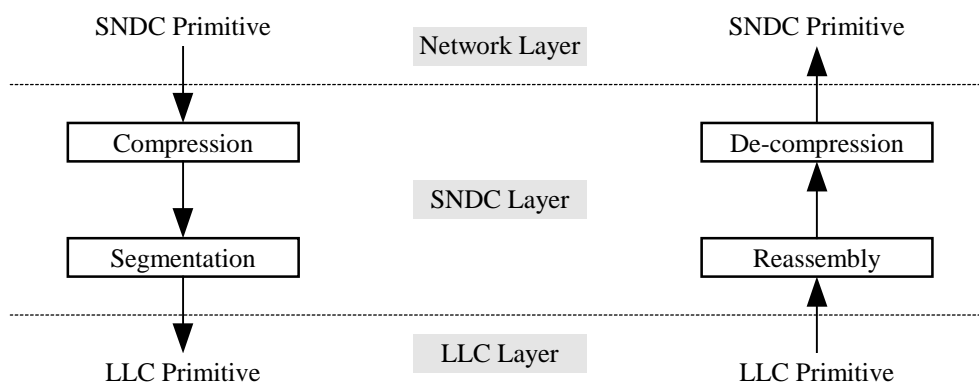 SNDC Primitive
Network Layer
SNDC Primitive
Compression
De-compression
SNDC Layer
Segmentation
Reassembly
LLC Primitive
LLC Layer
LLC Primitive